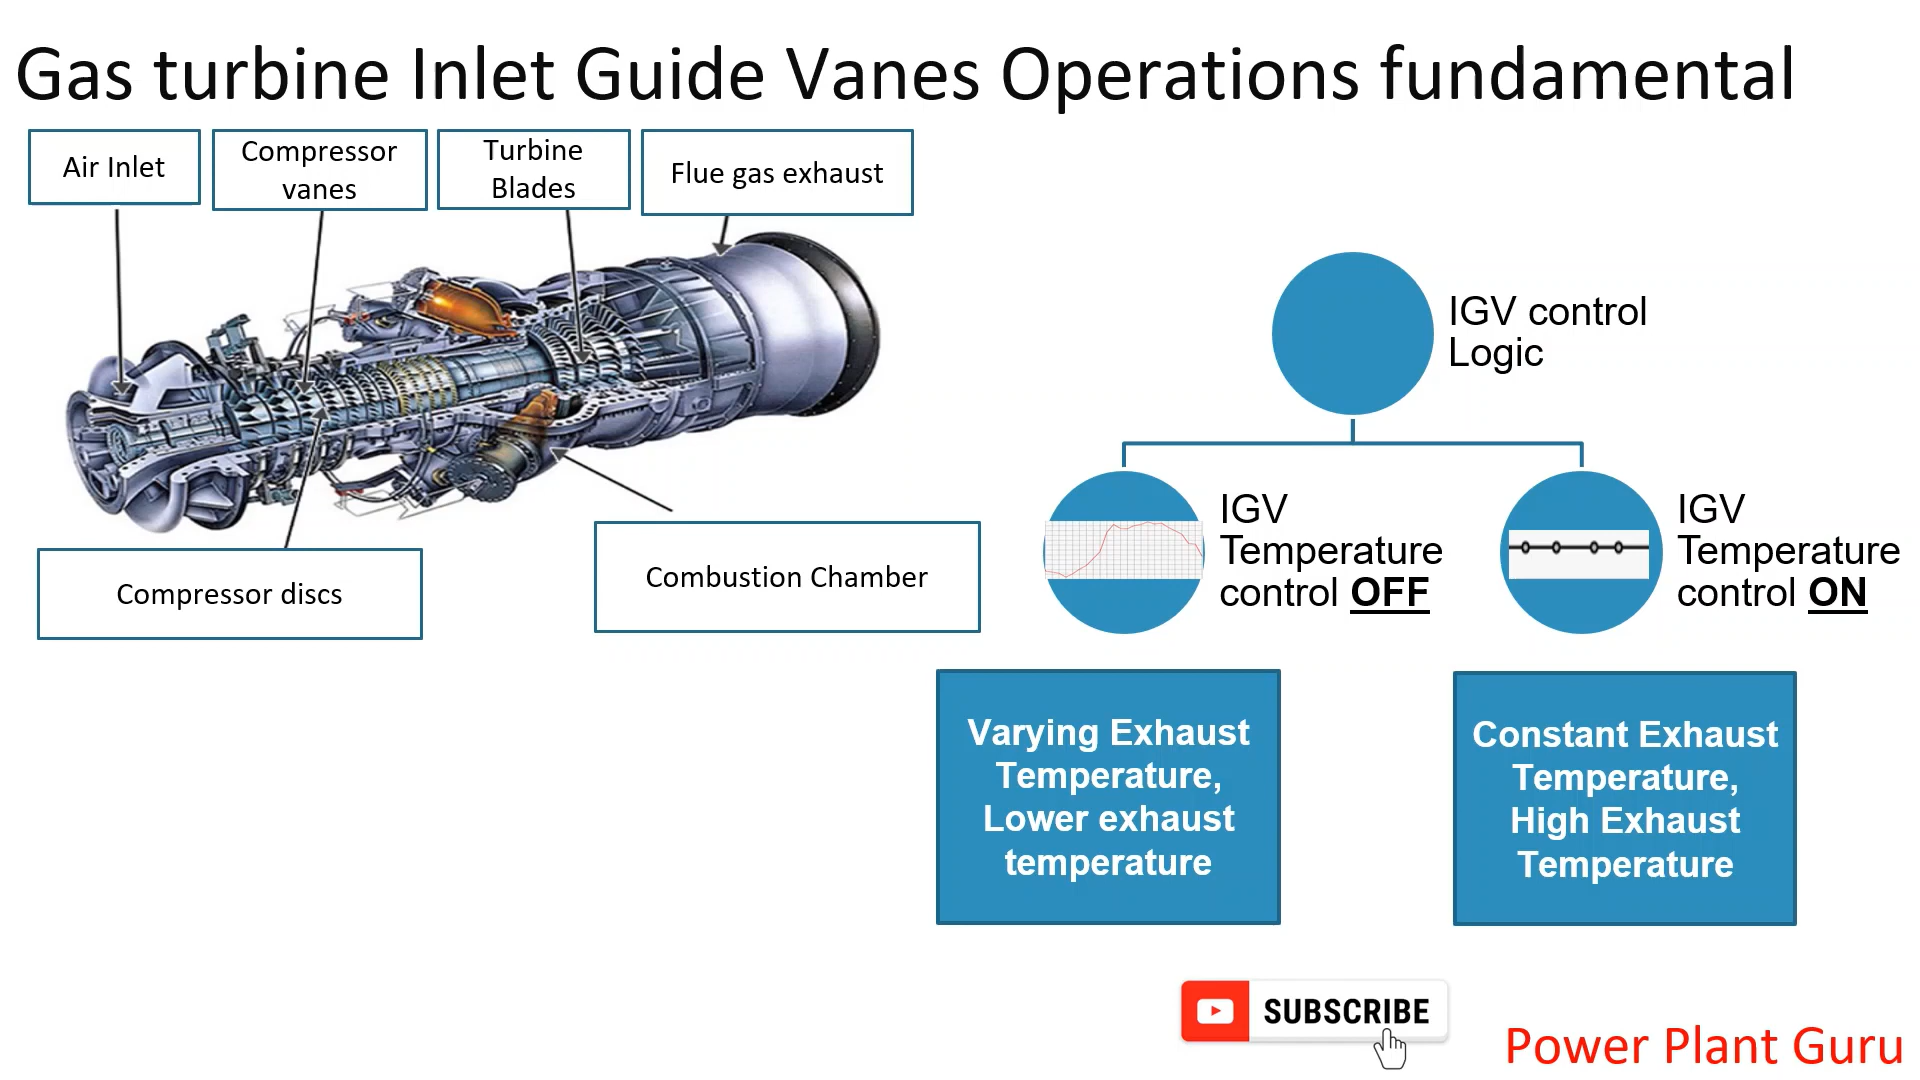 Gas turbine Inlet Guide Vanes Operations fundamental
Air Inlet
Compressor
vanes
Turbine
Blades
Flue gas exhaust
Compressor discs
Combustion Chamber
IGV control
Logic
IGV
Temperature
control OFF
IGV
Temperature
control ON
Varying Exhaust
Temperature,
Lower exhaust
temperature
Constant Exhaust
Temperature,
High Exhaust
Temperature
SUBSCRIBE
Power Plant Guru